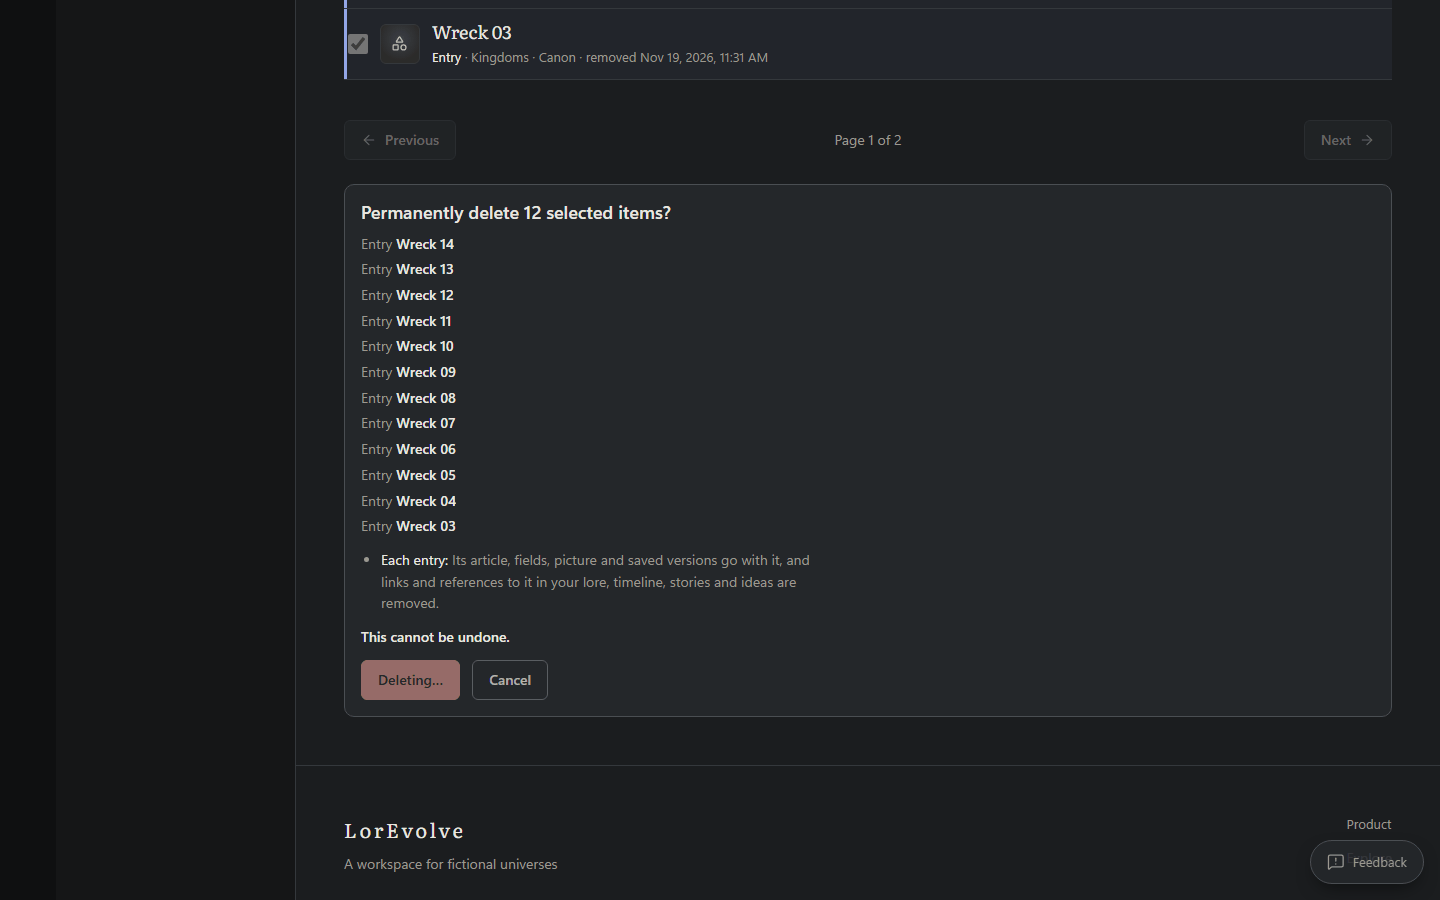 Wreck 03
Entry · Kingdoms · Canon · removed Nov 19, 2026, 11:31 AM
Previous
Page 1 of 2
Next
Permanently delete 12 selected items?
Entry Wreck 14
Entry Wreck 13
Entry Wreck 12
Entry Wreck 11
Entry Wreck 10
Entry Wreck 09
Entry Wreck 08
Entry Wreck 07
Entry Wreck 06
Entry Wreck 05
Entry Wreck 04
Entry Wreck 03
Each entry: Its article, fields, picture and saved versions go with it, and
links and references to it in your lore, timeline, stories and ideas are
removed.
This cannot be undone.
Deleting...
Cancel
LorEvolve
A workspace for fictional universes
Product
Feedback